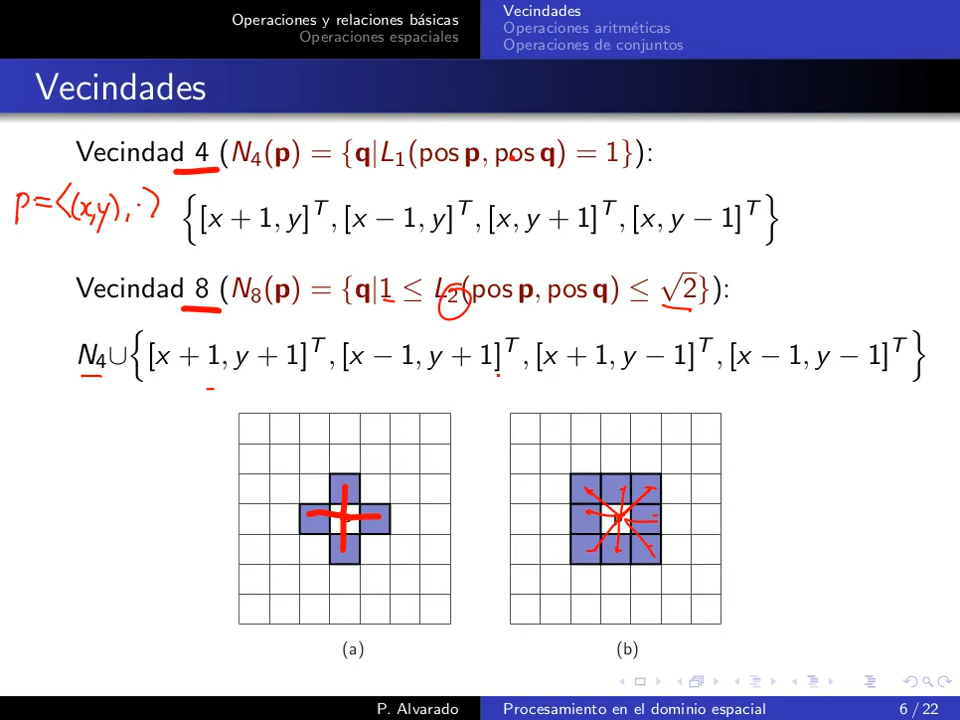 Operaciones y relaciones básicas
Operaciones espaciales
Vecindades
Operaciones aritméticas
Operaciones de conjuntos
Vecindades
Vecindad 4 (N₄(p) = {q|L₁(pos p, pos q) = 1}):
p=<(x,y),·>
{[x + 1, y]ᵀ, [x − 1, y]ᵀ, [x, y + 1]ᵀ, [x, y − 1]ᵀ}
Vecindad 8 (N₈(p) = {q|1 ≤ L₂(pos p, pos q) ≤ √2}):
N₄∪{[x + 1, y + 1]ᵀ, [x − 1, y + 1]ᵀ, [x + 1, y − 1]ᵀ, [x − 1, y − 1]ᵀ}
(a)
(b)
P. Alvarado
Procesamiento en el dominio espacial
6 / 22